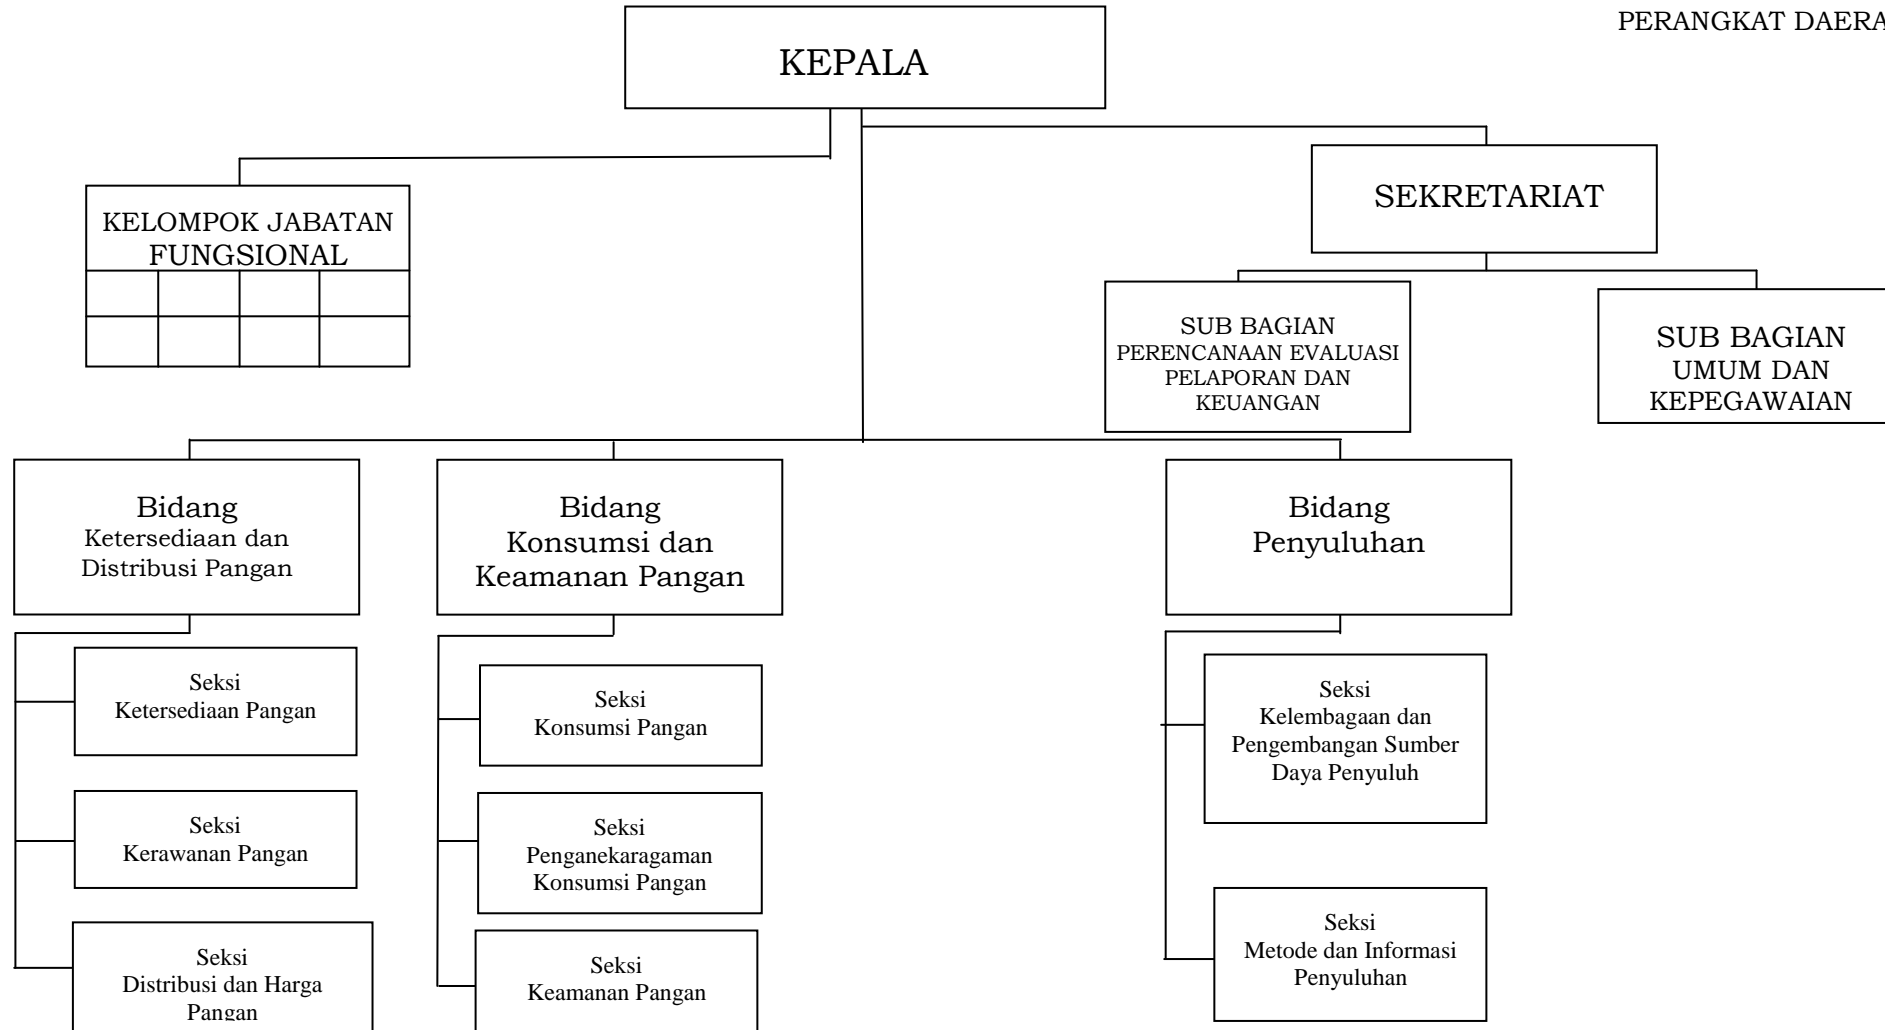 PERANGKAT DAERA
KEPALA
SEKRETARIAT
KELOMPOK JABATAN
FUNGSIONAL
SUB BAGIAN
PERENCANAAN EVALUASI
PELAPORAN DAN
KEUANGAN
SUB BAGIAN
UMUM DAN
KEPEGAWAIAN
Bidang
Ketersediaan dan
Distribusi Pangan
Bidang
Konsumsi dan
Keamanan Pangan
Bidang
Penyuluhan
Seksi
Ketersediaan Pangan
Seksi
Kerawanan Pangan
Seksi
Distribusi dan Harga
Pangan
Seksi
Konsumsi Pangan
Seksi
Penganekaragaman
Konsumsi Pangan
Seksi
Keamanan Pangan
Seksi
Kelembagaan dan
Pengembangan Sumber
Daya Penyuluh
Seksi
Metode dan Informasi
Penyuluhan